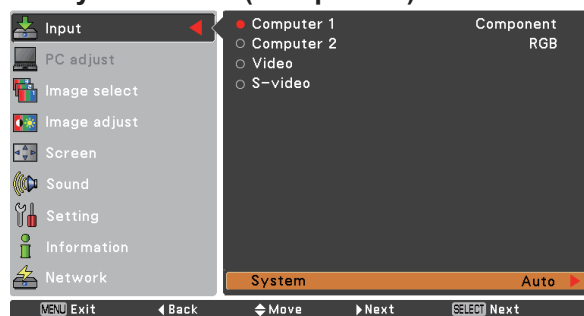 Input
PC adjust
Image select
Image adjust
Screen
Sound
Setting
Information
Network
Computer 1 Component
Computer 2 RGB
Video
S-video
System Auto
MENU Exit Back Move Next SELECT Next